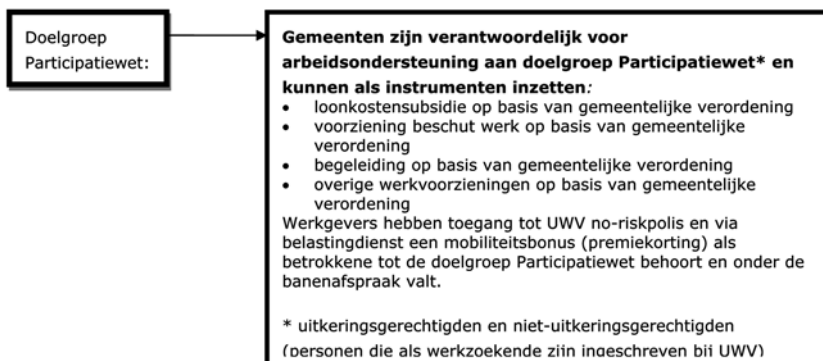 Doelgroep
Participatiewet:
Gemeenten zijn verantwoordelijk voor
arbeidsondersteuning aan doelgroep Participatiewet* en
kunnen als instrumenten inzetten:
• loonkostensubsidie op basis van gemeentelijke verordening
• voorziening beschut werk op basis van gemeentelijke
verordening
• begeleiding op basis van gemeentelijke verordening
• overige werkvoorzieningen op basis van gemeentelijke
verordening
Werkgevers hebben toegang tot UWV no-riskpolis en via
belastingdienst een mobiliteitsbonus (premiekorting) als
betrokkene tot de doelgroep Participatiewet behoort en onder de
banenafspraak valt.
* uitkeringsgerechtigden en niet-uitkeringsgerechtigden
(personen die als werkzoekende zijn ingeschreven bij UWV)